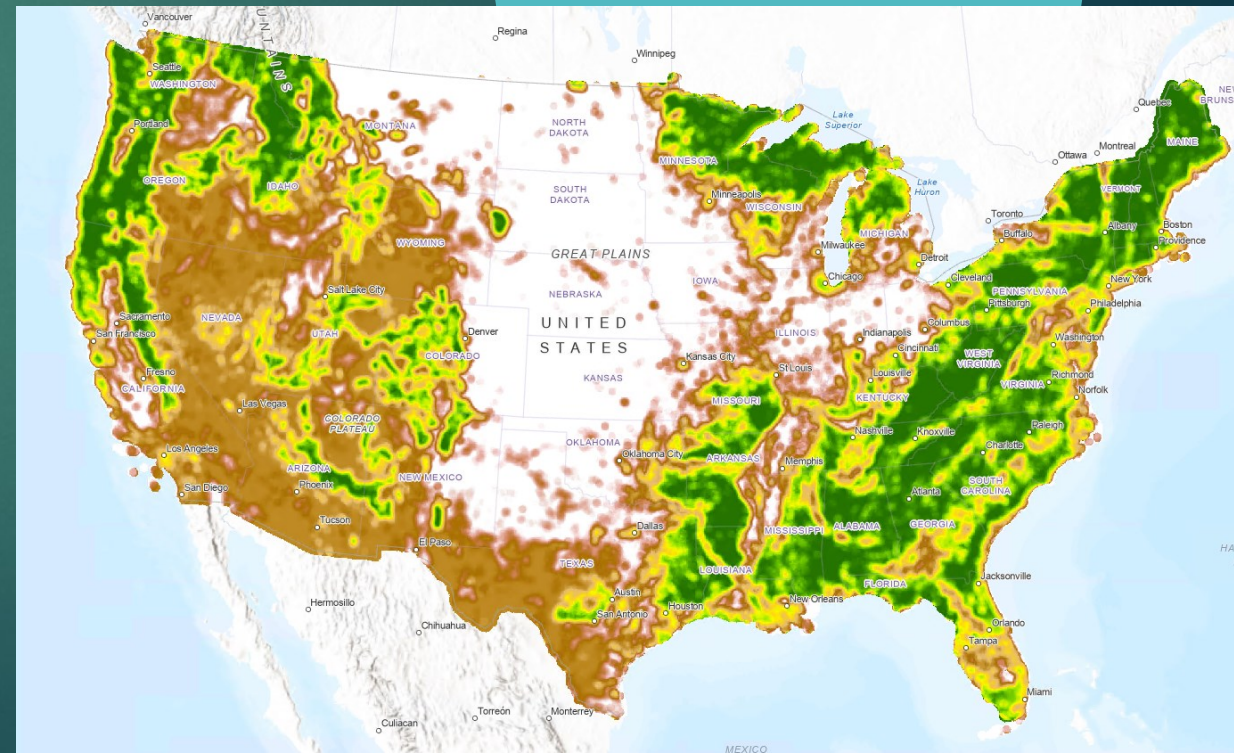 Vancouver
UNTAINS
Regina
Winnipeg
Seattle
WASHINGTON
Portland
MONTANA
NORTH
DAKOTA
Lake
Superior
Quebec
NEW
BRUNS
MAINE
Ottawa
Montreal
MINNESOTA
OREGON
IDAHO
SOUTH
DAKOTA
Minneapolis
WISCONSIN
Lake
Huron
VERMONT
Toronto
Buffalo
Albany
Boston
Providence
WYOMING
GREAT PLAINS
Milwaukee
MICHIGAN
Detroit
Chicago
Cleveland
New York
Salt Lake City
NEBRASKA
IOWA
PENNSYLVANIA
Pittsburgh
Philadelphia
Sacramento
San Francisco
NEVADA
UTAH
Denver
COLORADO
UNITED
STATES
ILLINOIS
Indianapolis
Columbus
Cincinnati
Washington
WEST
VIRGINIA
Kansas City
St Louis
Louisville
Fresno
CALIFORNIA
KANSAS
MISSOURI
KENTUCKY
VIRGINIA
Richmond
Norfolk
Las Vegas
COLORADO
PLATEAU
Nashville
Knoxville
Raleigh
Charlotte
Los Angeles
ARIZONA
Phoenix
NEW MEXICO
OKLAHOMA
Oklahoma City
ARKANSAS
Memphis
SOUTH
CAROLINA
San Diego
Atlanta
Tucson
El Paso
Dallas
MISSISSIPPI
ALABAMA
GEORGIA
TEXAS
LOUISIANA
FLORIDA
Jacksonville
HA
Hermosillo
Austin
San Antonio
Houston
New Orleans
Chihuahua
Orlando
Tampa
Miami
Culiacan
Torreón
Monterrey
MEXICO